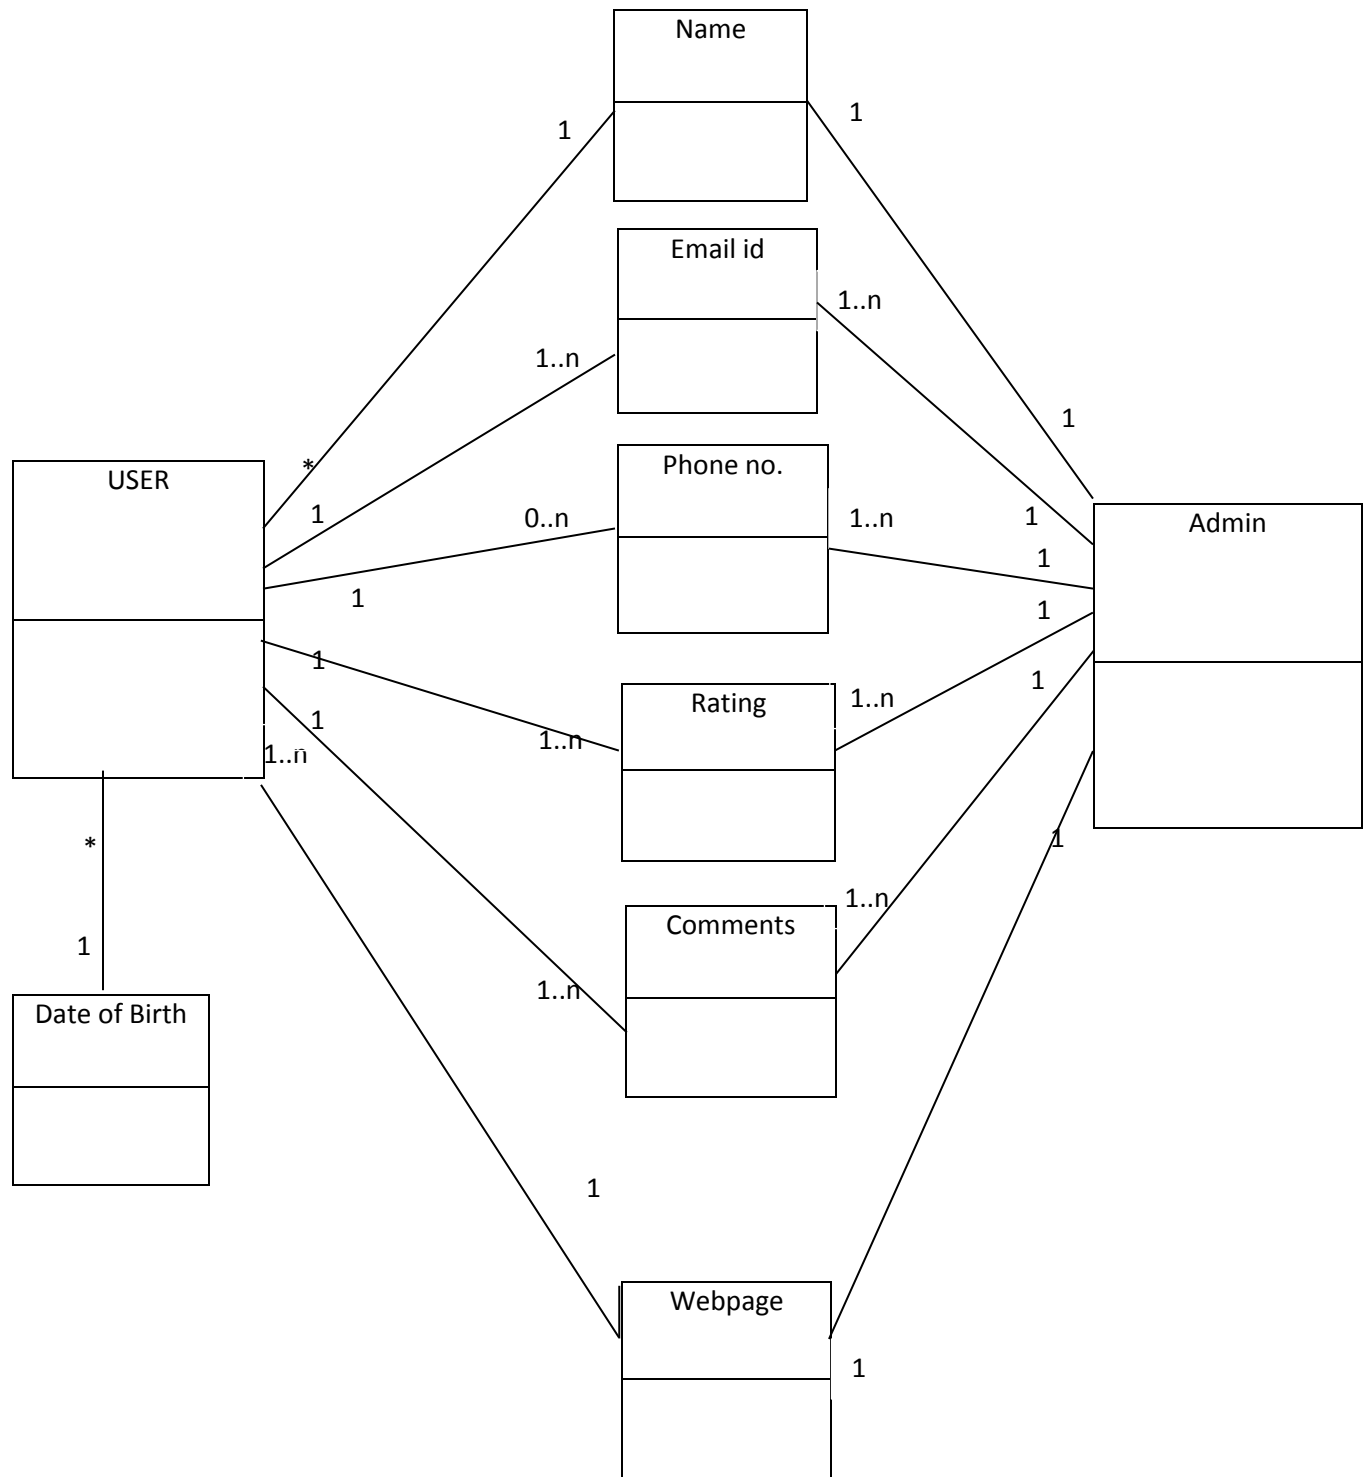 Name
1
1
Email id
1..n
1..n
1
USER
*
Phone no.
1
0..n
1..n
1
Admin
1
1
1
1
Rating
1..n
1
1
1..n
1..n
*
1
1..n
Comments
1
1..n
Date of Birth
1
Webpage
1